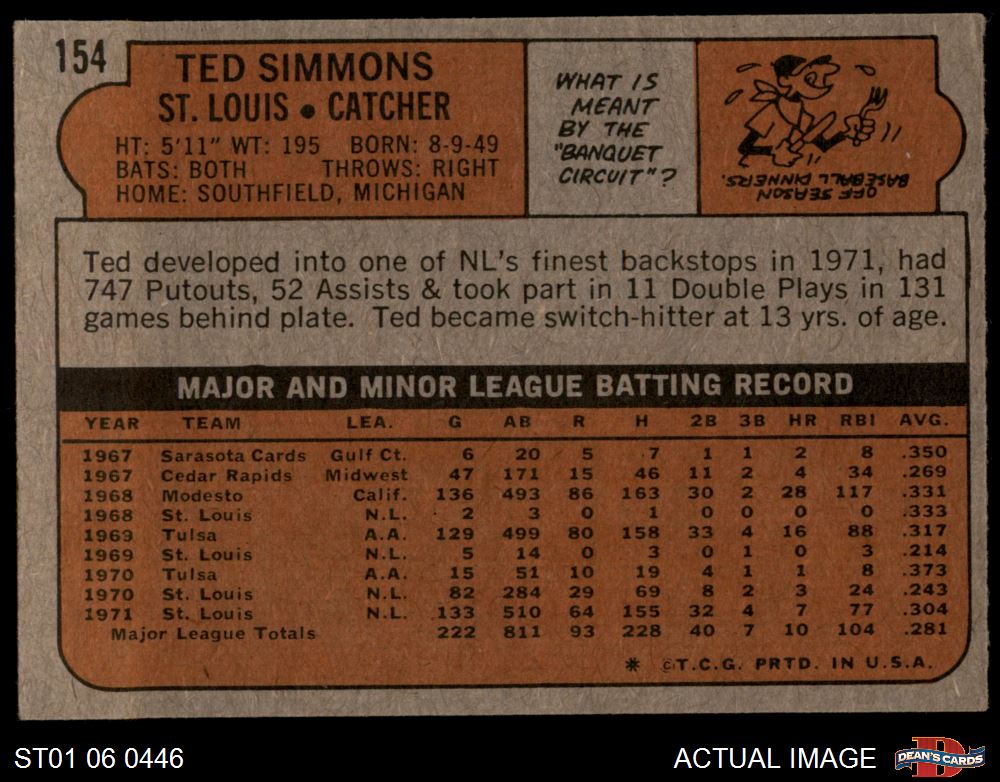 154
TED SIMMONS
ST. LOUIS • CATCHER
HT: 5'11" WT: 195 BORN: 8-9-49
BATS: BOTH THROWS: RIGHT
HOME: SOUTHFIELD, MICHIGAN
WHAT IS
MEANT
BY THE
"BANQUET
CIRCUIT"?
OFF SEASON
BASEBALL DINNERS.
Ted developed into one of NL's finest backstops in 1971, had
747 Putouts, 52 Assists & took part in 11 Double Plays in 131
games behind plate. Ted became switch-hitter at 13 yrs. of age.
MAJOR AND MINOR LEAGUE BATTING RECORD
YEAR TEAM LEA. G AB R H 2B 3B HR RBI AVG.
1967 Sarasota Cards Gulf Ct. 6 20 5 7 1 1 2 8 .350
1967 Cedar Rapids Midwest 47 171 15 46 11 2 4 34 .269
1968 Modesto Calif. 136 493 86 163 30 2 28 117 .331
1968 St. Louis N.L. 2 3 0 1 0 0 0 0 .333
1969 Tulsa A.A. 129 499 80 158 33 4 16 88 .317
1969 St. Louis N.L. 5 14 0 3 0 1 0 3 .214
1970 Tulsa A.A. 15 51 10 19 4 1 1 8 .373
1970 St. Louis N.L. 82 284 29 69 8 2 3 24 .243
1971 St. Louis N.L. 133 510 64 155 32 4 7 77 .304
Major League Totals 222 811 93 228 40 7 10 104 .281
* ©T.C.G. PRTD. IN U.S.A.
ST01 06 0446
ACTUAL IMAGE
D
DEAN'S CARDS